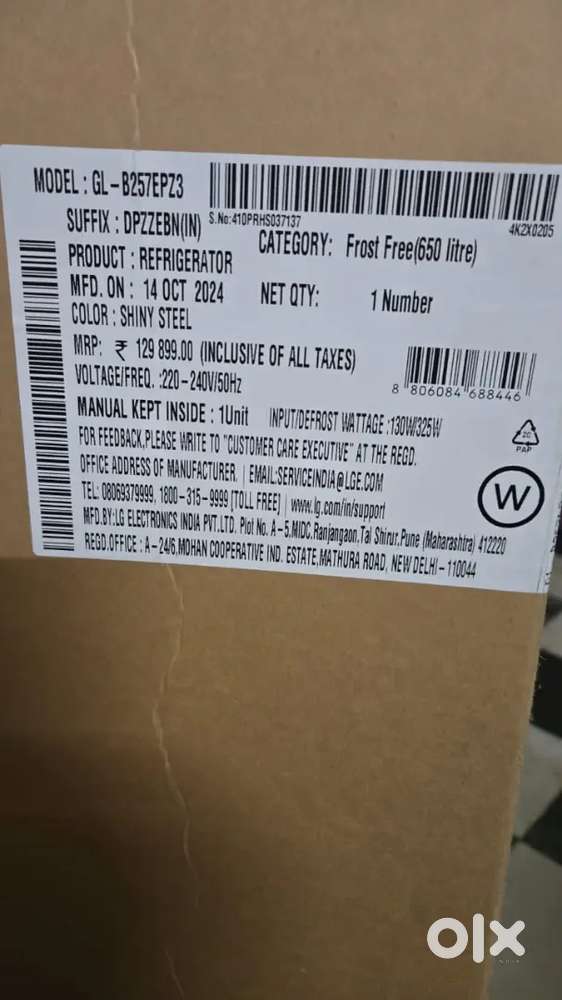 MODEL : GL-B257EPZ3
SUFFIX : DPZZEBN(IN)
S.No:410PRHS037137
4K2X0205
PRODUCT : REFRIGERATOR
CATEGORY: Frost Free(650 litre)
MFD. ON : 14 OCT 2024
NET QTY: 1 Number
COLOR : SHINY STEEL
MRP: ₹ 129 899.00 (INCLUSIVE OF ALL TAXES)
VOLTAGE/FREQ. :220-240V/50Hz
8 806084 688446
MANUAL KEPT INSIDE : 1Unit INPUT/DEFROST WATTAGE :130W/325W
FOR FEEDBACK,PLEASE WRITE TO "CUSTOMER CARE EXECUTIVE" AT THE REGD.
20
PAP
OFFICE ADDRESS OF MANUFACTURER. | EMAIL:SERVICEINDIA@LGE.COM
TEL: 08069379999, 1800-315-9999 [TOLL FREE] | www.lg.com/in/support
W
MFD.BY:LG ELECTRONICS INDIA PVT.LTD. Plot No. A-5,MIDC,Ranjangaon,Tal Shirur,Pune (Maharashtra) 412220
REGD.OFFICE : A-24/6,MOHAN COOPERATIVE IND. ESTATE,MATHURA ROAD, NEW DELHI-110044
olx
INDIA